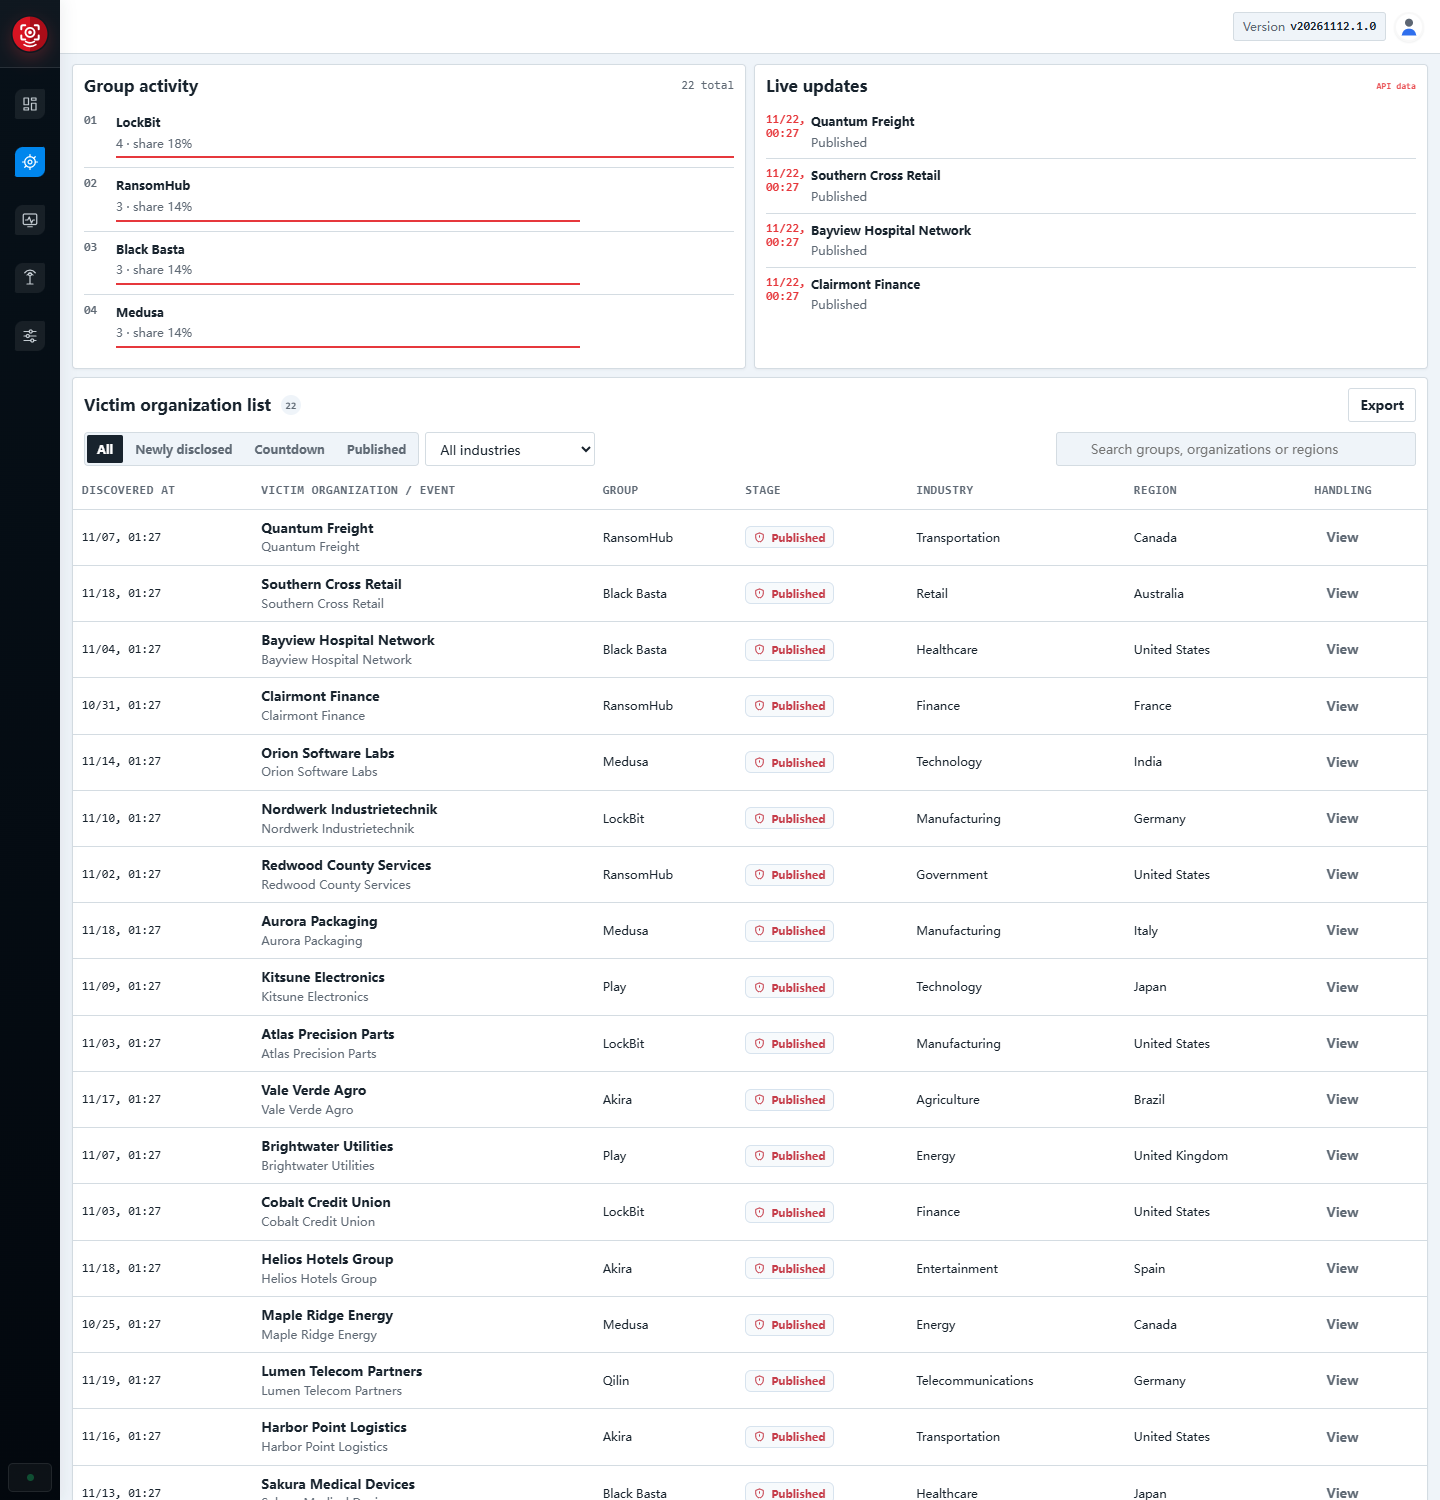 Version v20261112.1.0
Group activity
22 total
01
LockBit
4 · share 18%
02
RansomHub
3 · share 14%
03
Black Basta
3 · share 14%
04
Medusa
3 · share 14%
Live updates
API data
11/22, 00:27
Quantum Freight
Published
11/22, 00:27
Southern Cross Retail
Published
11/22, 00:27
Bayview Hospital Network
Published
11/22, 00:27
Clairmont Finance
Published
Victim organization list 22
Export
All Newly disclosed Countdown Published
All industries
Search groups, organizations or regions
DISCOVERED AT VICTIM ORGANIZATION / EVENT GROUP STAGE INDUSTRY REGION HANDLING
11/07, 01:27 Quantum Freight RansomHub Published Transportation Canada View
Quantum Freight
11/18, 01:27 Southern Cross Retail Black Basta Published Retail Australia View
Southern Cross Retail
11/04, 01:27 Bayview Hospital Network Black Basta Published Healthcare United States View
Bayview Hospital Network
10/31, 01:27 Clairmont Finance RansomHub Published Finance France View
Clairmont Finance
11/14, 01:27 Orion Software Labs Medusa Published Technology India View
Orion Software Labs
11/10, 01:27 Nordwerk Industrietechnik LockBit Published Manufacturing Germany View
Nordwerk Industrietechnik
11/02, 01:27 Redwood County Services RansomHub Published Government United States View
Redwood County Services
11/18, 01:27 Aurora Packaging Medusa Published Manufacturing Italy View
Aurora Packaging
11/09, 01:27 Kitsune Electronics Play Published Technology Japan View
Kitsune Electronics
11/03, 01:27 Atlas Precision Parts LockBit Published Manufacturing United States View
Atlas Precision Parts
11/17, 01:27 Vale Verde Agro Akira Published Agriculture Brazil View
Vale Verde Agro
11/07, 01:27 Brightwater Utilities Play Published Energy United Kingdom View
Brightwater Utilities
11/03, 01:27 Cobalt Credit Union LockBit Published Finance United States View
Cobalt Credit Union
11/18, 01:27 Helios Hotels Group Akira Published Entertainment Spain View
Helios Hotels Group
10/25, 01:27 Maple Ridge Energy Medusa Published Energy Canada View
Maple Ridge Energy
11/19, 01:27 Lumen Telecom Partners Qilin Published Telecommunications Germany View
Lumen Telecom Partners
11/16, 01:27 Harbor Point Logistics Akira Published Transportation United States View
Harbor Point Logistics
11/13, 01:27 Sakura Medical Devices Black Basta Published Healthcare Japan View